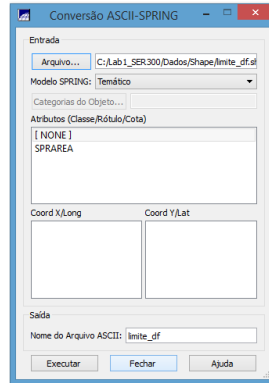 Conversão ASCII-SPRING
Entrada
Arquivo... C:/Lab1_SER300/Dados/Shape/limite_df.sh
Modelo SPRING: Temático
Categorias do Objeto...
Atributos (Classe/Rótulo/Cota)
[ NONE ]
SPRAREA
Coord X/Long Coord Y/Lat
Saída
Nome do Arquivo ASCII: limite_df
Executar Fechar Ajuda